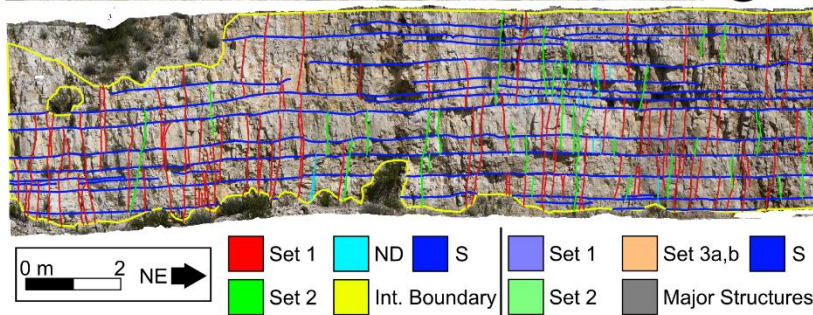 0 m 2 NE
Set 1 ND S Set 1 Set 3a,b S
Set 2 Int. Boundary Set 2 Major Structures